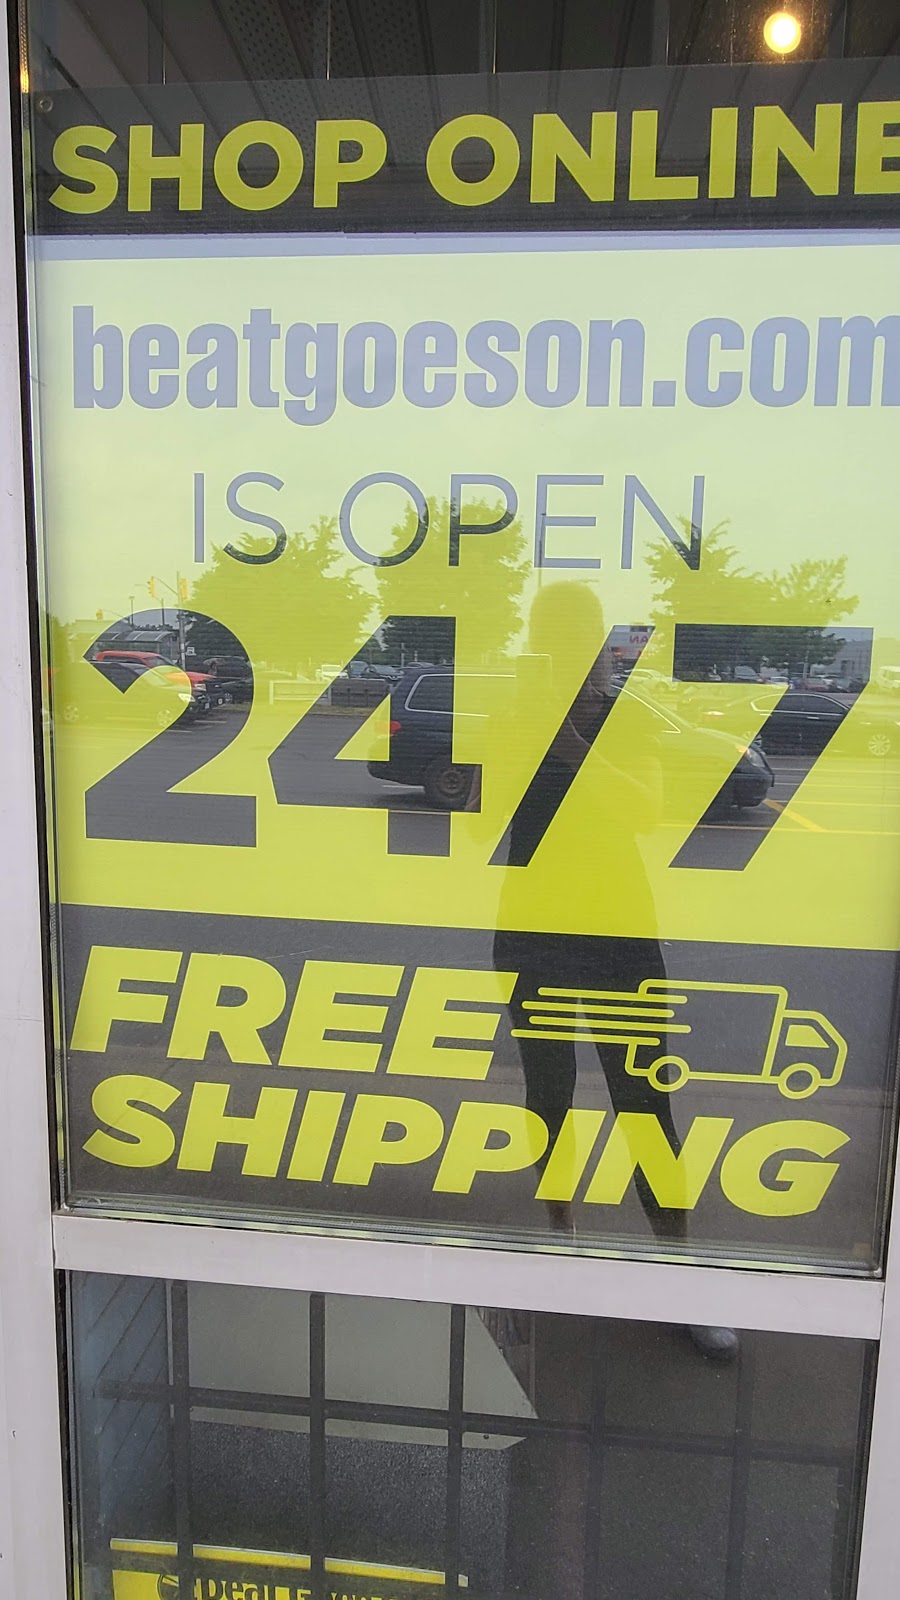 SHOP ONLINE
beatgoeson.com
IS OPEN
24/7
FREE
SHIPPING